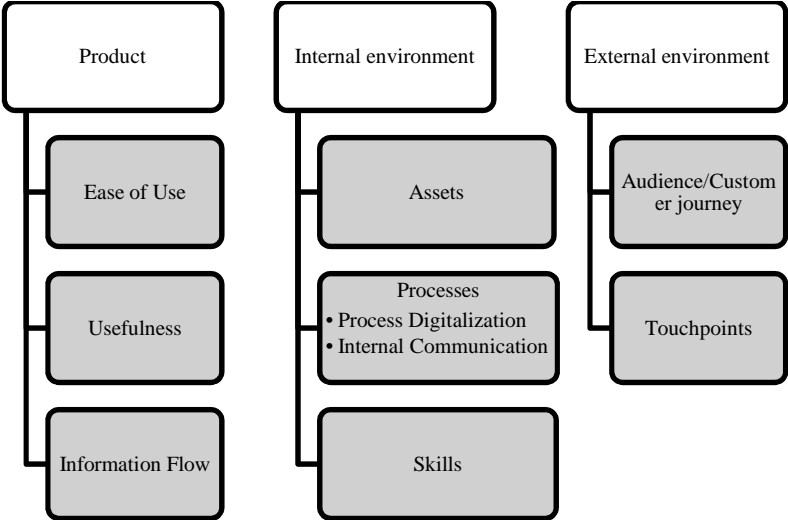 Product
Ease of Use
Usefulness
Information Flow
Internal environment
Assets
Processes
• Process Digitalization
• Internal Communication
Skills
External environment
Audience/Custom
er journey
Touchpoints